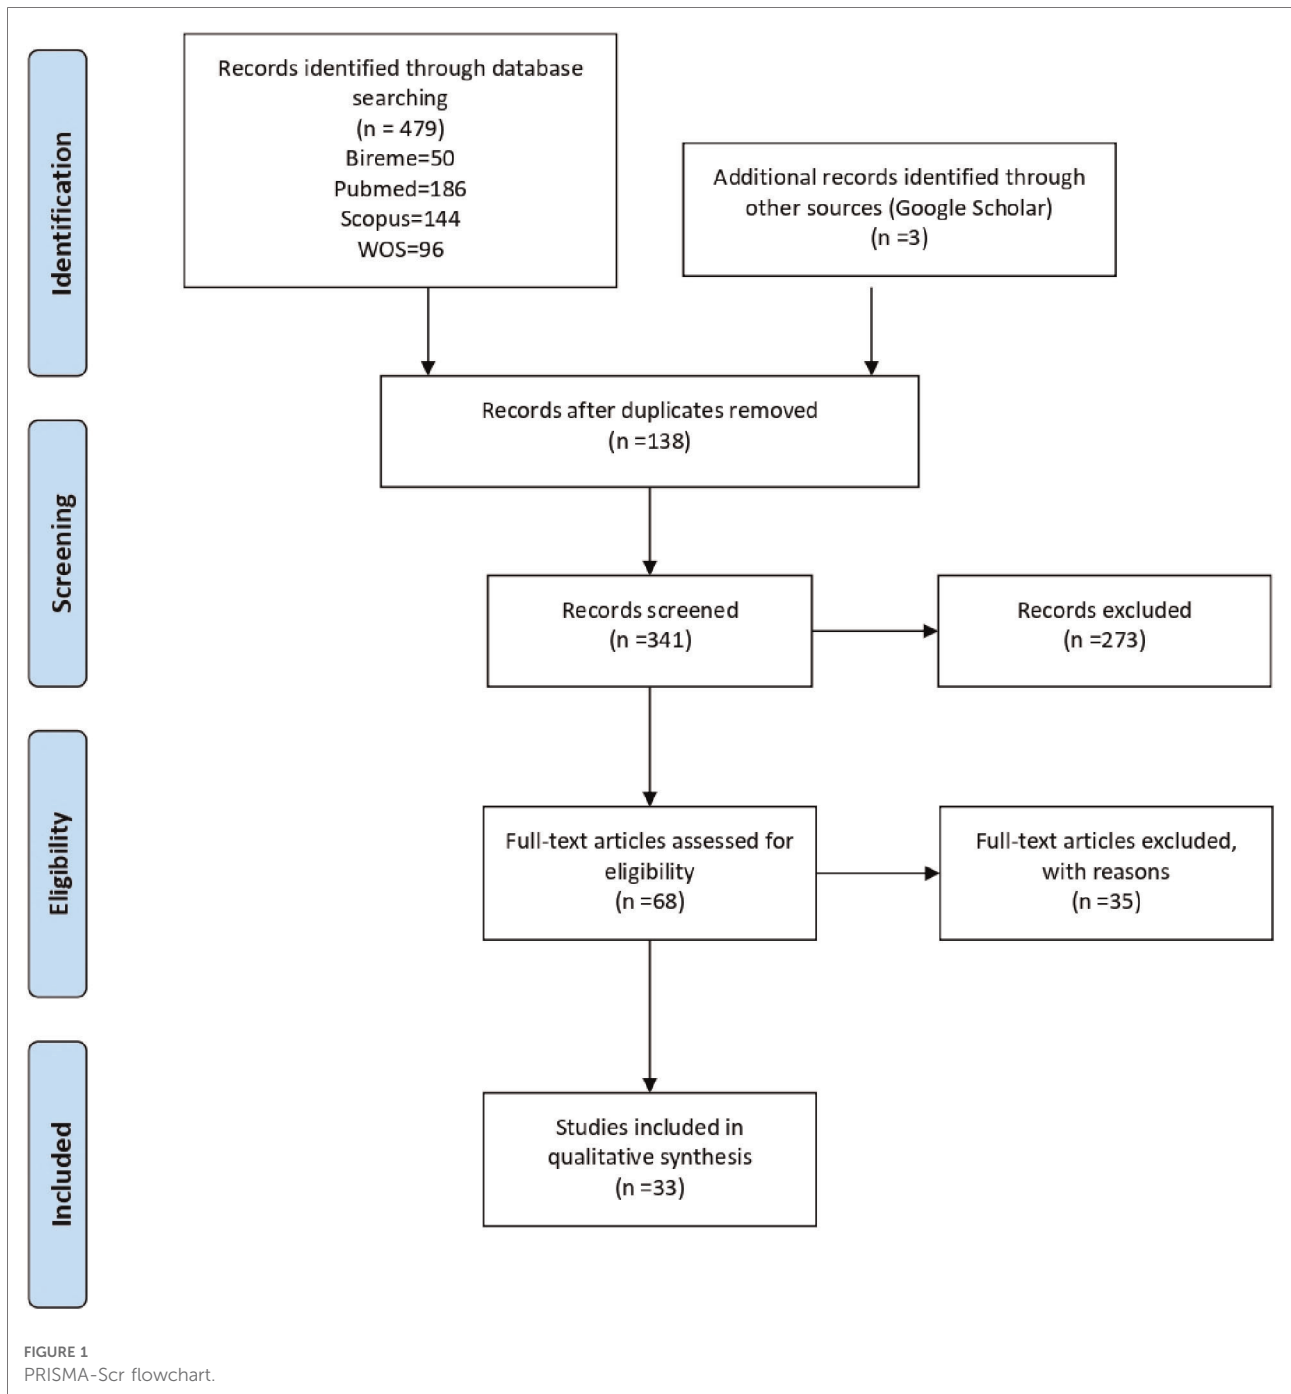 Identification
Records identified through database
searching
(n = 479)
Bireme=50
Pubmed=186
Scopus=144
WOS=96
Additional records identified through
other sources (Google Scholar)
(n =3)
Records after duplicates removed
(n =138)
Screening
Records screened
(n =341)
Records excluded
(n =273)
Eligibility
Full-text articles assessed for
eligibility
(n =68)
Full-text articles excluded,
with reasons
(n =35)
Included
Studies included in
qualitative synthesis
(n =33)
FIGURE 1
PRISMA-Scr flowchart.